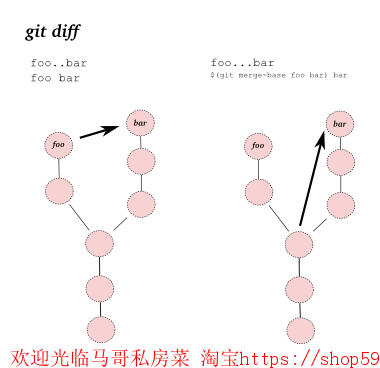 git diff
foo..bar
foo bar
foo...bar
$(git merge-base foo bar) bar
bar
foo
bar
foo
欢迎光临马哥私房菜 淘宝https://shop59